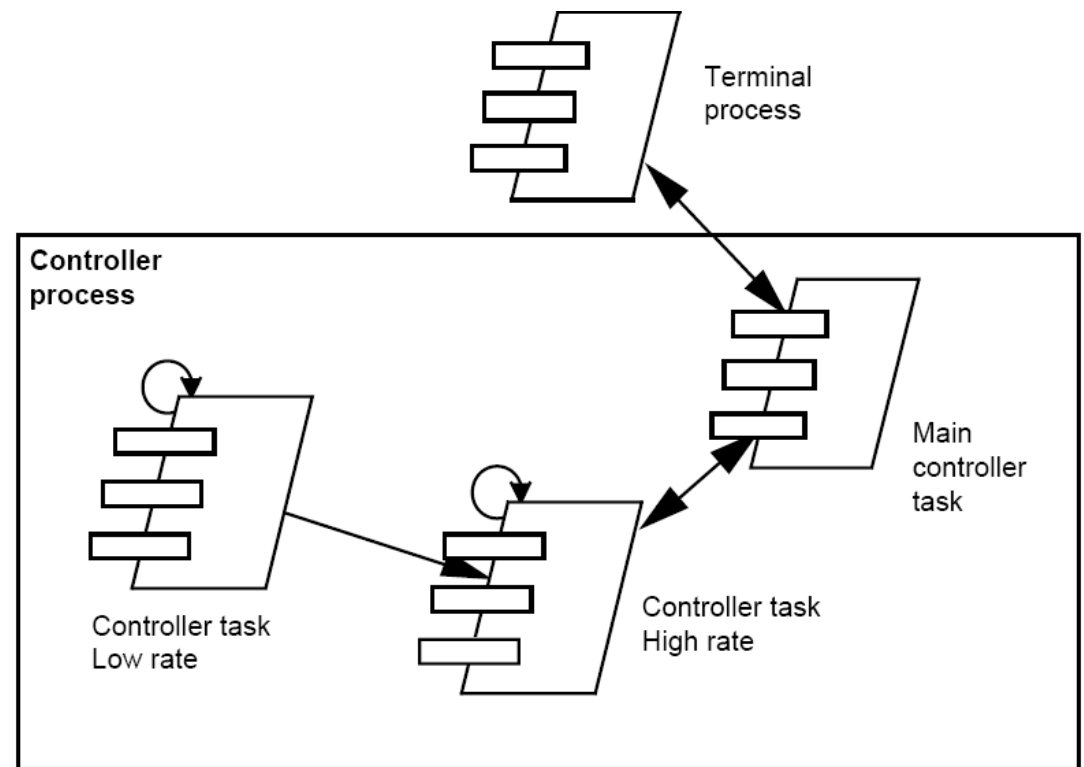 Terminal
process
Controller
process
Main
controller
task
Controller task
Low rate
Controller task
High rate